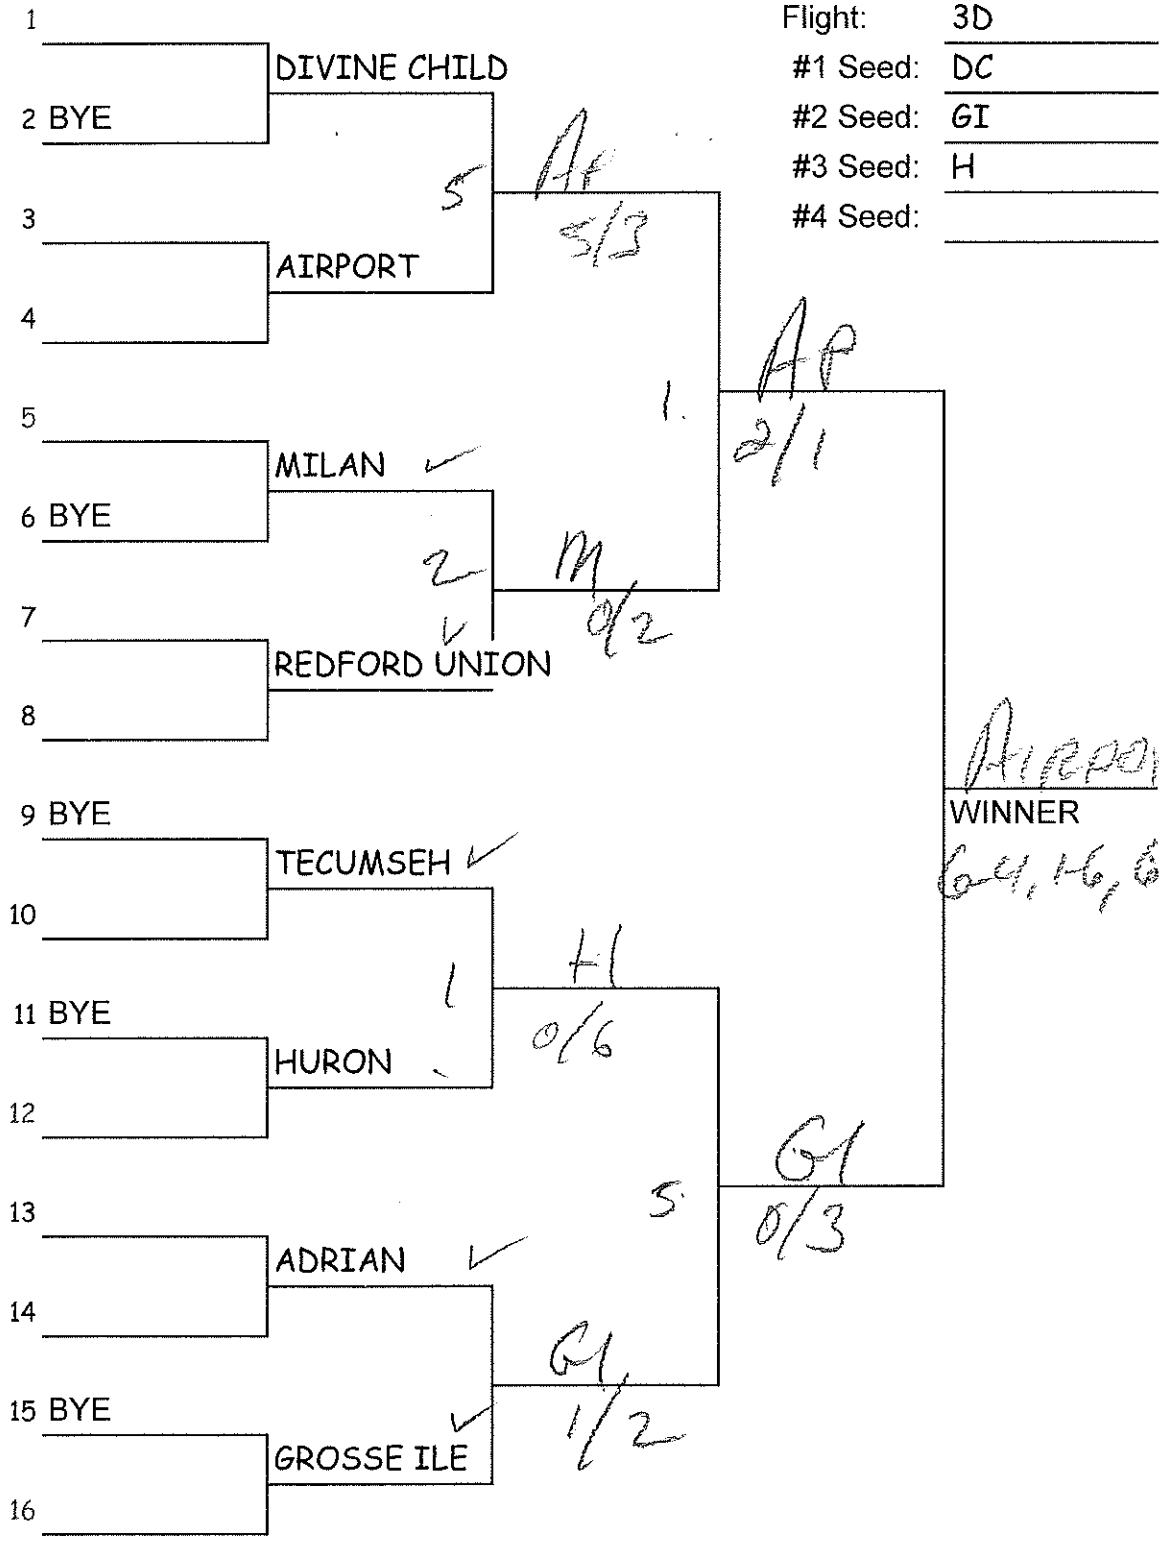 1
Flight: 3D
DIVINE CHILD
#1 Seed: DC
2 BYE
#2 Seed: GI
Ap
#3 Seed: H
5
3
#4 Seed:
5/3
AIRPORT
4
AP
1.
5
2/1
MILAN ✓
6 BYE
2
M
0/2
7
✓
REDFORD UNION
8
9 BYE
WINNER
TECUMSEH ✓
10
H
1
11 BYE
0/6
HURON
12
GI
5
13
0/3
ADRIAN ✓
14
GI
15 BYE
✓
1/2
GROSSE ILE
16